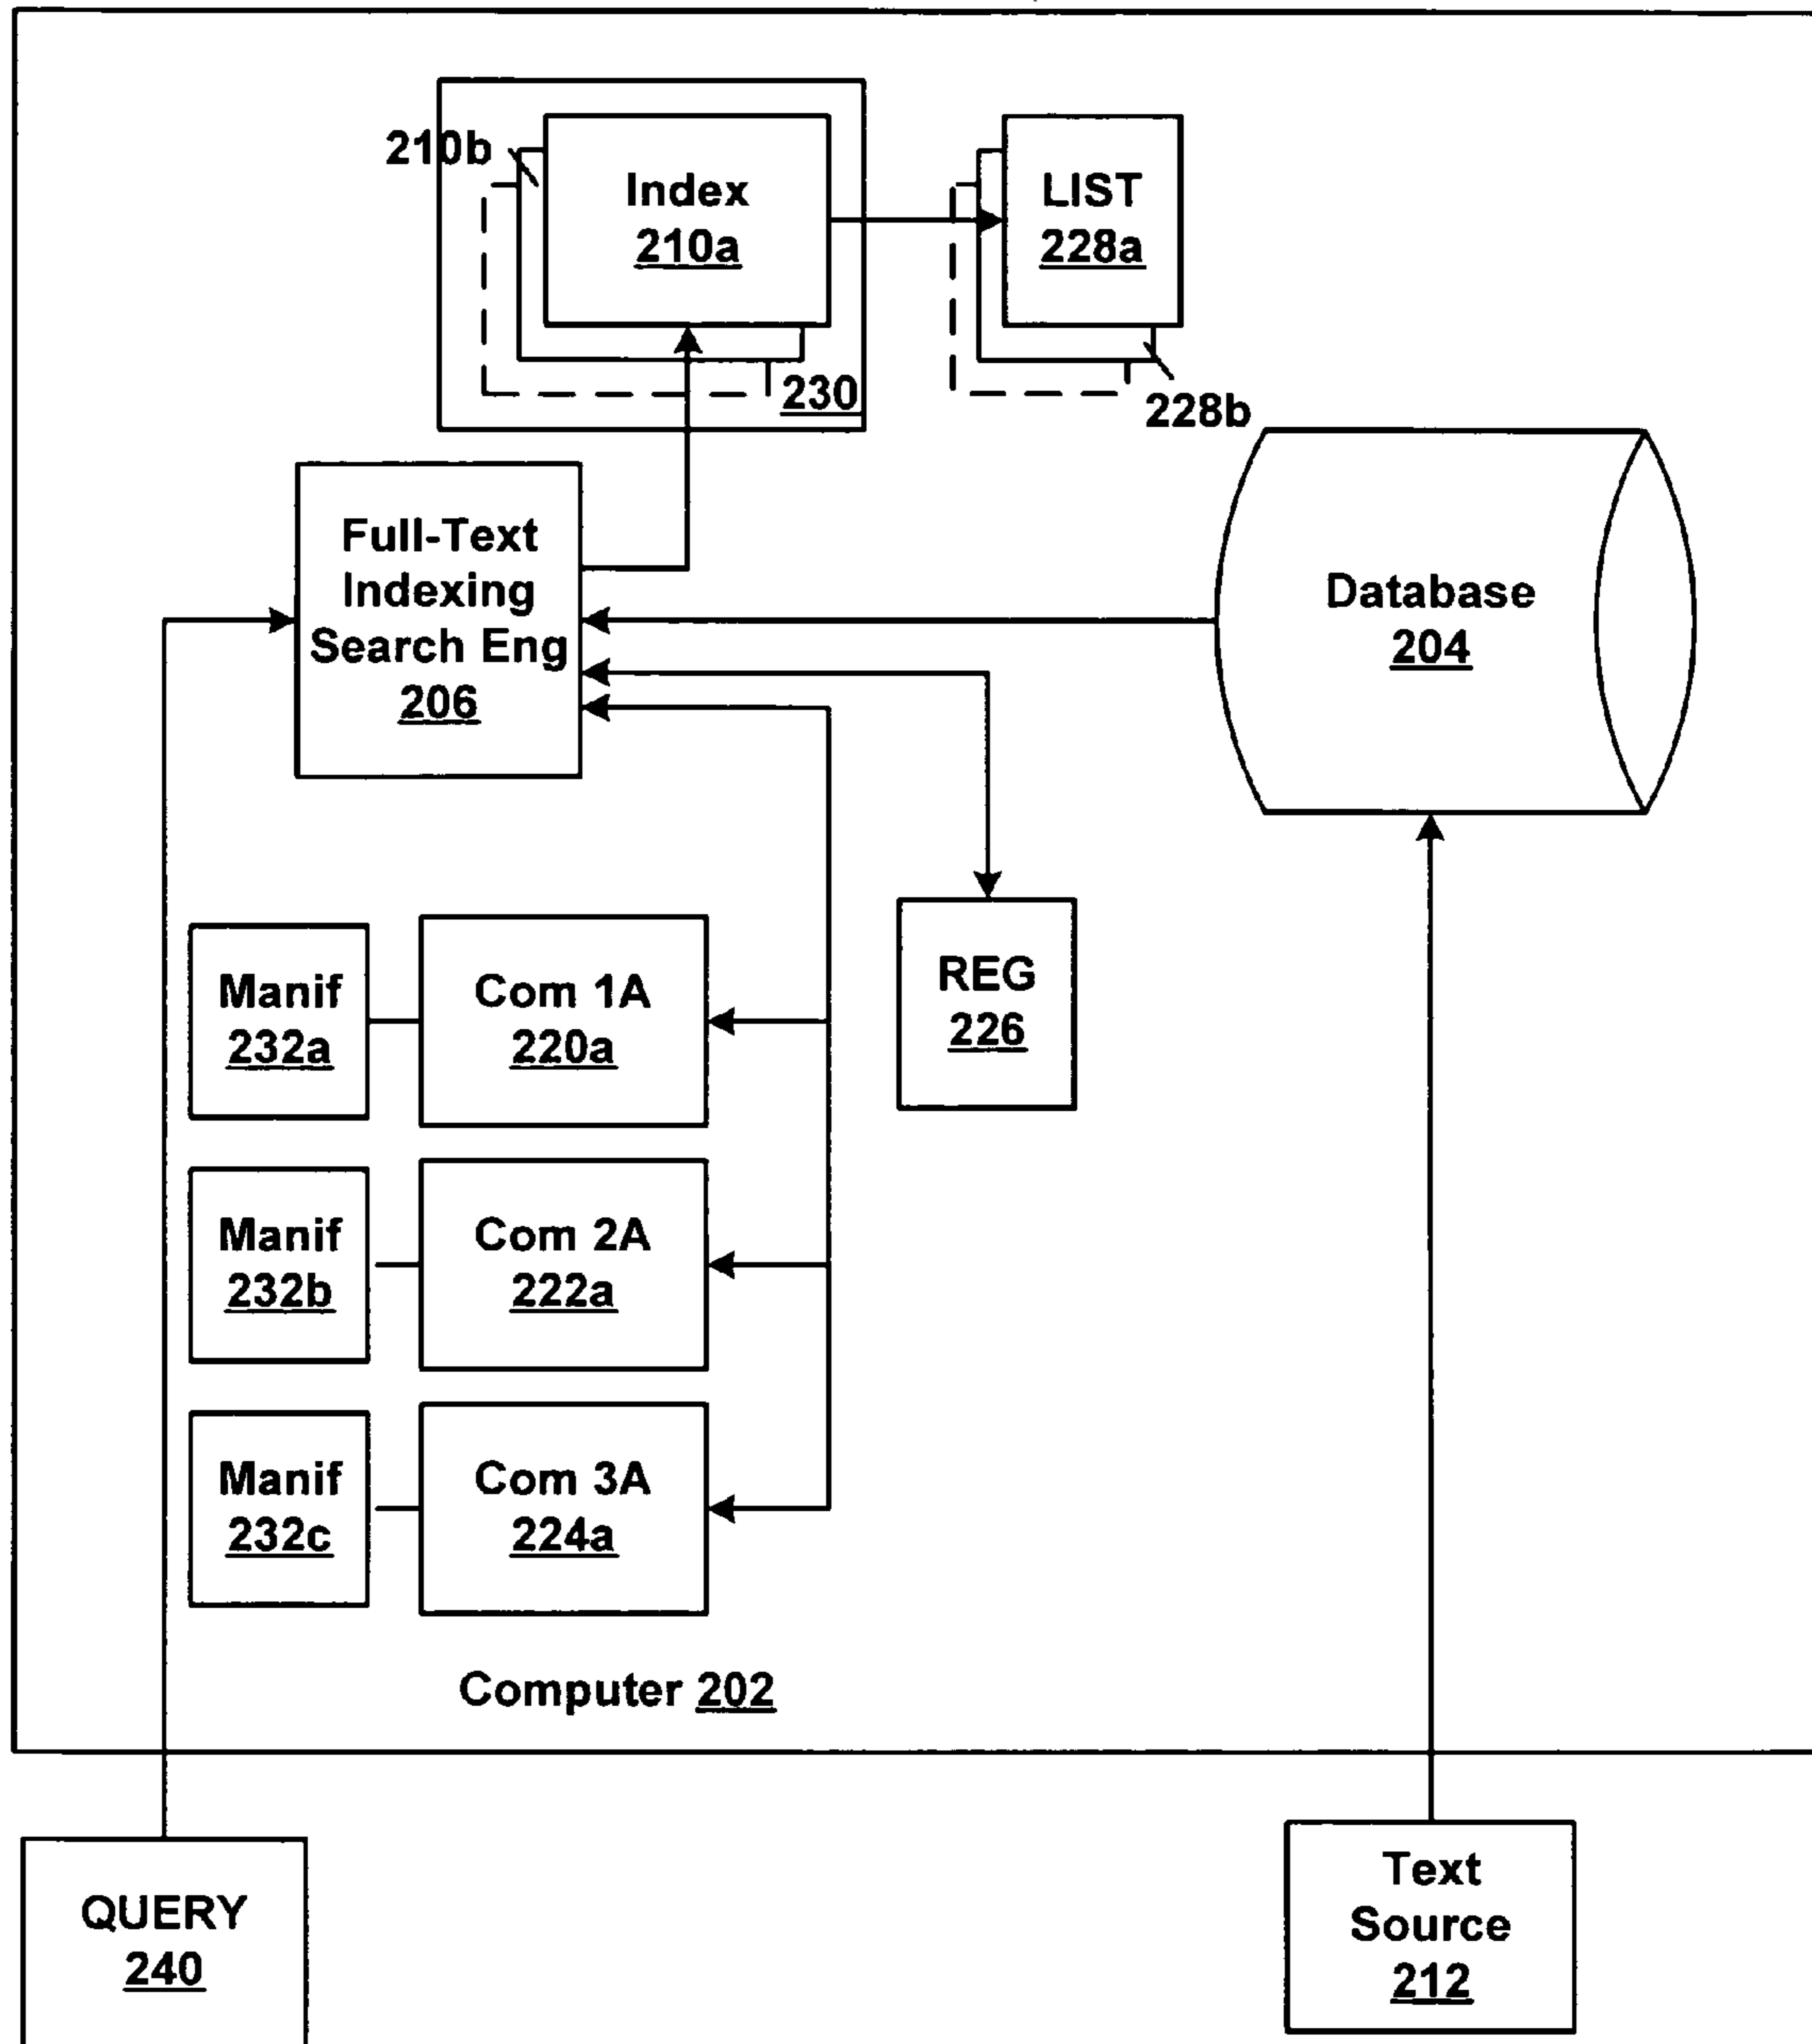 210b
Index
210a
LIST
228a
230
228b
Full-Text
Indexing
Search Eng
206
Database
204
Manif
232a
Com 1A
220a
REG
226
Manif
232b
Com 2A
222a
Manif
232c
Com 3A
224a
Computer 202
QUERY
240
Text
Source
212